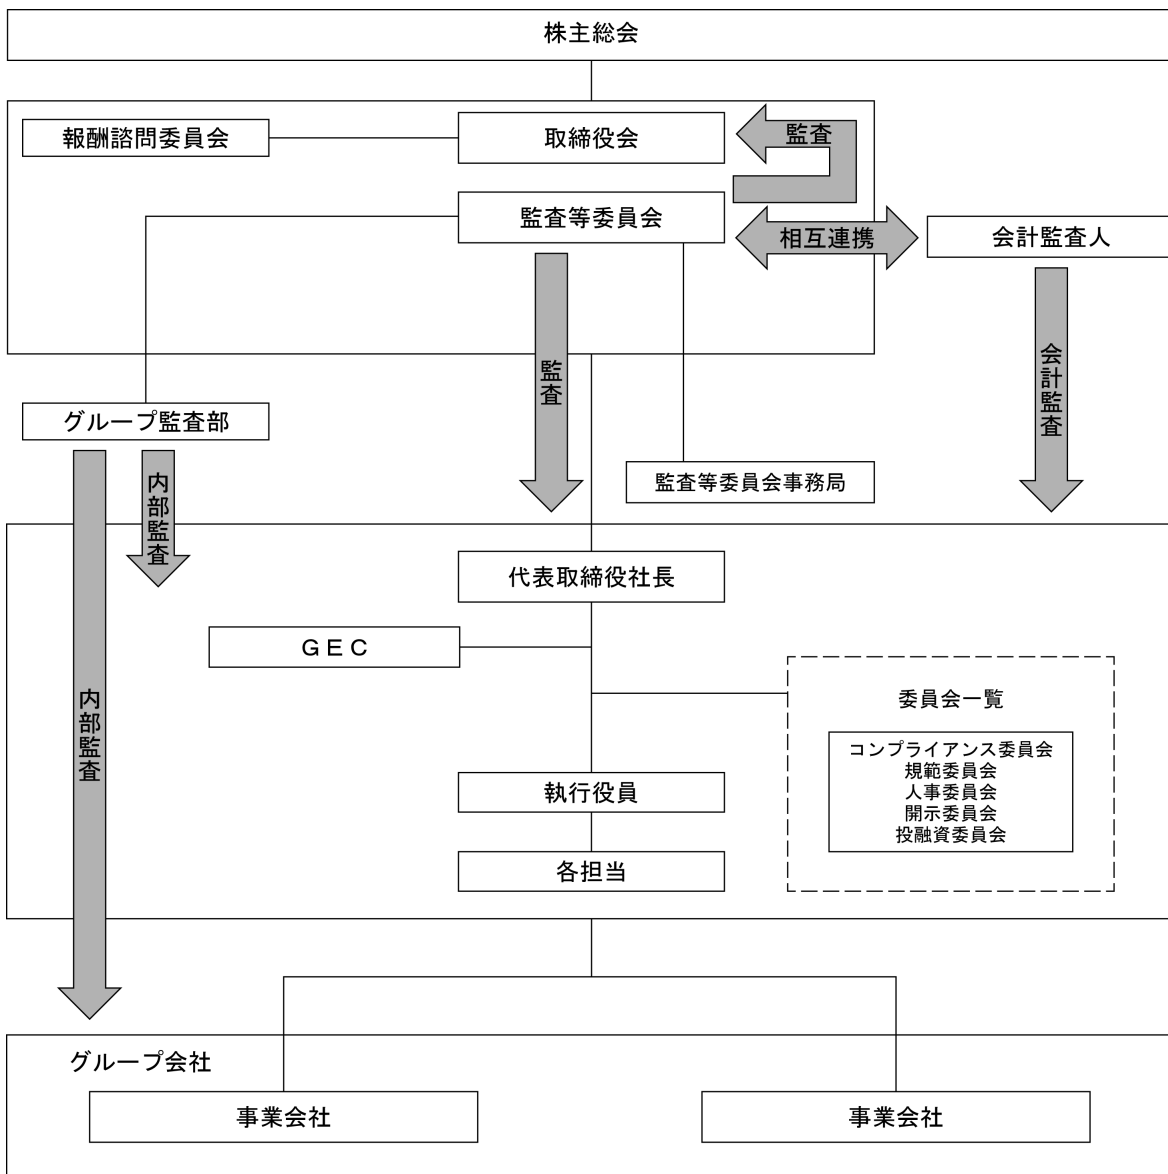 株主総会
報酬諮問委員会
取締役会
監査
監査等委員会
相互連携
会計監査人
監査
会計監査
グループ監査部
内部監査
監査等委員会事務局
代表取締役社長
ＧＥＣ
内部監査
委員会一覧
コンプライアンス委員会
規範委員会
人事委員会
開示委員会
投融資委員会
執行役員
各担当
グループ会社
事業会社
事業会社